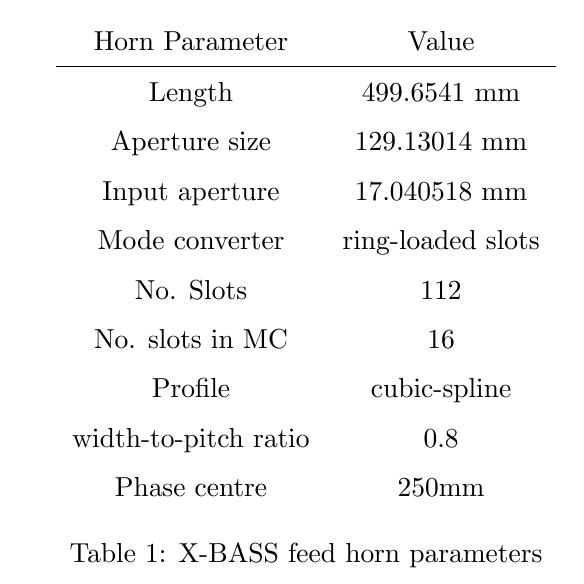 Horn Parameter Value
Length 499.6541 mm
Aperture size 129.13014 mm
Input aperture 17.040518 mm
Mode converter ring-loaded slots
No. Slots 112
No. slots in MC 16
Profile cubic-spline
width-to-pitch ratio 0.8
Phase centre 250mm
Table 1: X-BASS feed horn parameters